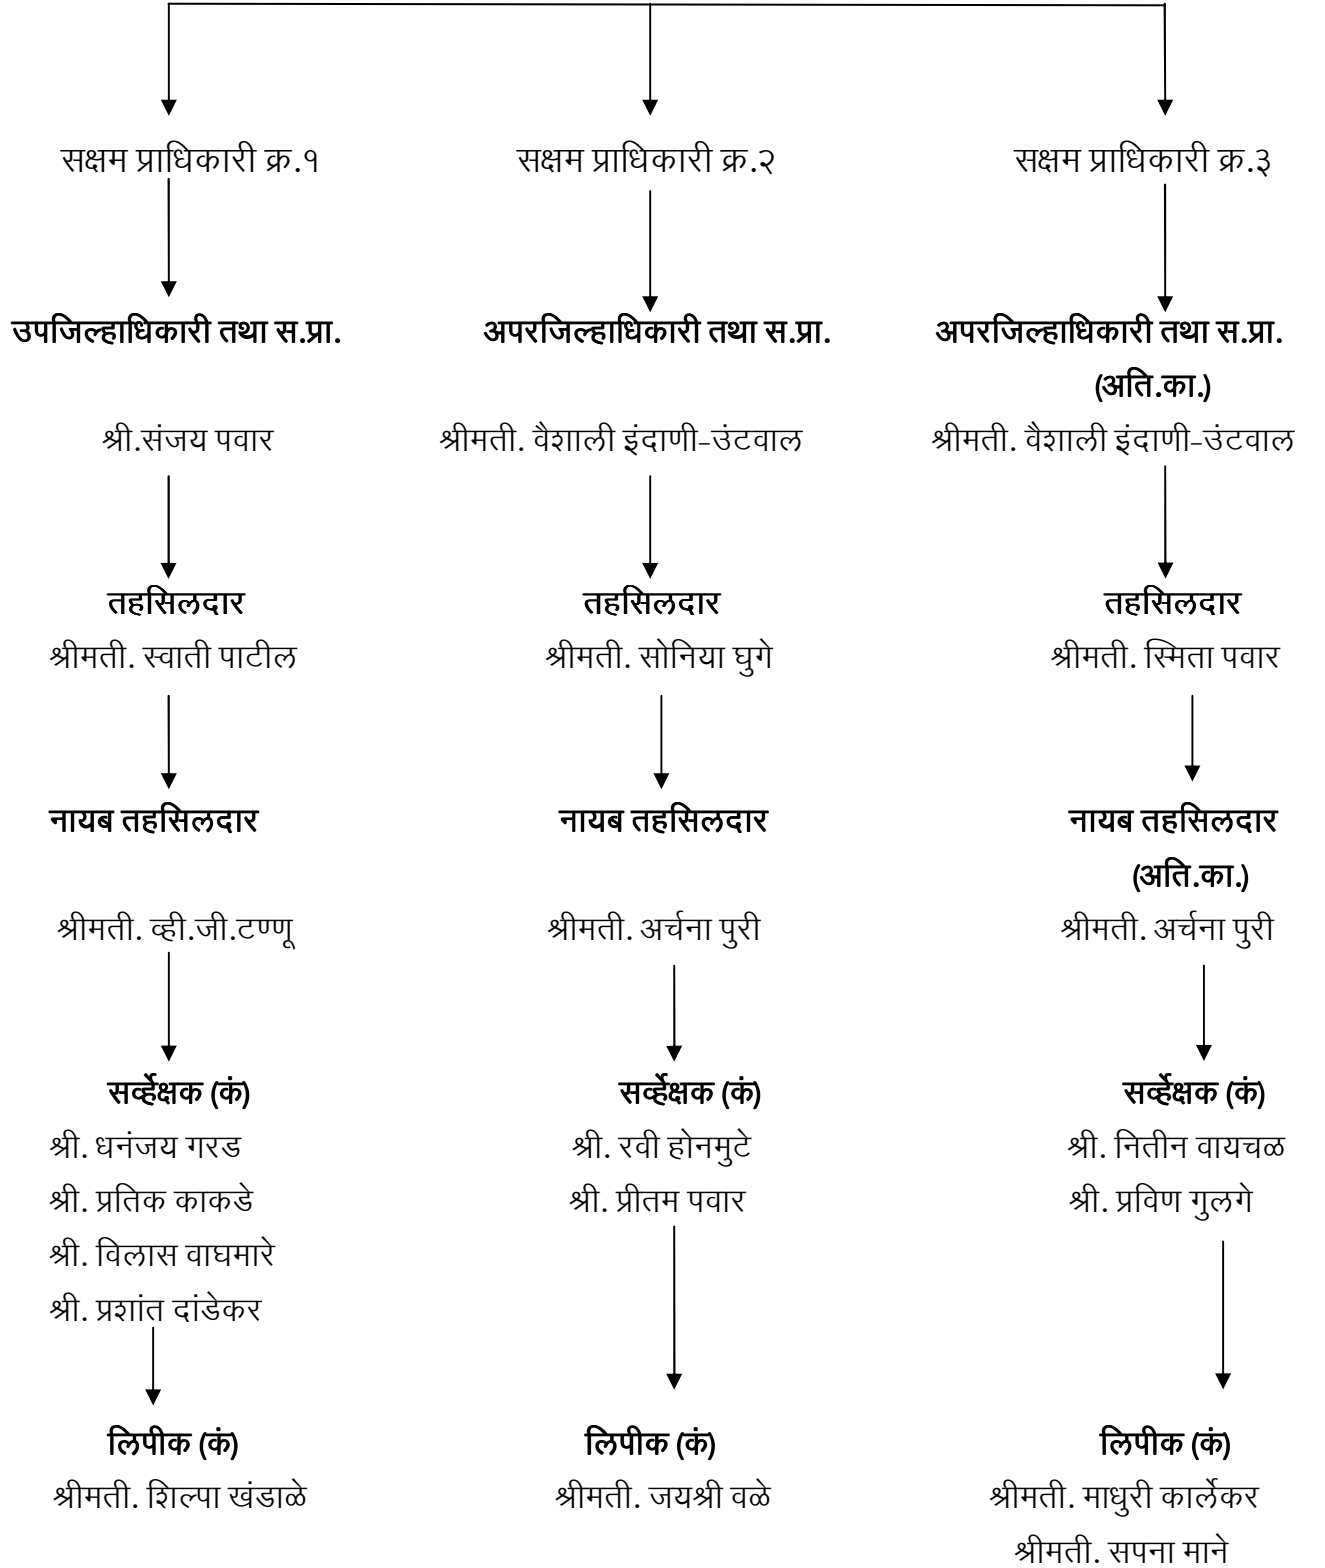 सक्षम प्राधिकारी क्र.१
सक्षम प्राधिकारी क्र.२
सक्षम प्राधिकारी क्र.३
उपजिल्हाधिकारी तथा स.प्रा.
अपरजिल्हाधिकारी तथा स.प्रा.
अपरजिल्हाधिकारी तथा स.प्रा.
(अति.का.)
श्री.संजय पवार
श्रीमती. वैशाली इंदाणी-उंटवाल
श्रीमती. वैशाली इंदाणी-उंटवाल
तहसिलदार
तहसिलदार
तहसिलदार
श्रीमती. स्वाती पाटील
श्रीमती. सोनिया घुगे
श्रीमती. स्मिता पवार
नायब तहसिलदार
नायब तहसिलदार
नायब तहसिलदार
(अति.का.)
श्रीमती. व्ही.जी.टण्णू
श्रीमती. अर्चना पुरी
श्रीमती. अर्चना पुरी
सर्व्हेक्षक (कं)
सर्व्हेक्षक (कं)
सर्व्हेक्षक (कं)
श्री. धनंजय गरड
श्री. रवी होनमुटे
श्री. नितीन वायचळ
श्री. प्रतिक काकडे
श्री. प्रीतम पवार
श्री. प्रविण गुलगे
श्री. विलास वाघमारे
श्री. प्रशांत दांडेकर
लिपीक (कं)
लिपीक (कं)
लिपीक (कं)
श्रीमती. शिल्पा खंडाळे
श्रीमती. जयश्री वळे
श्रीमती. माधुरी कार्लेकर
श्रीमती. सपना माने